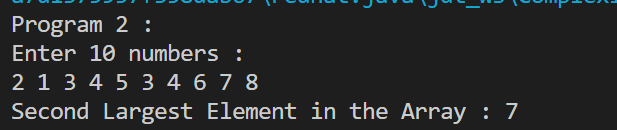 Program 2 :
Enter 10 numbers :
2 1 3 4 5 3 4 6 7 8
Second Largest Element in the Array : 7